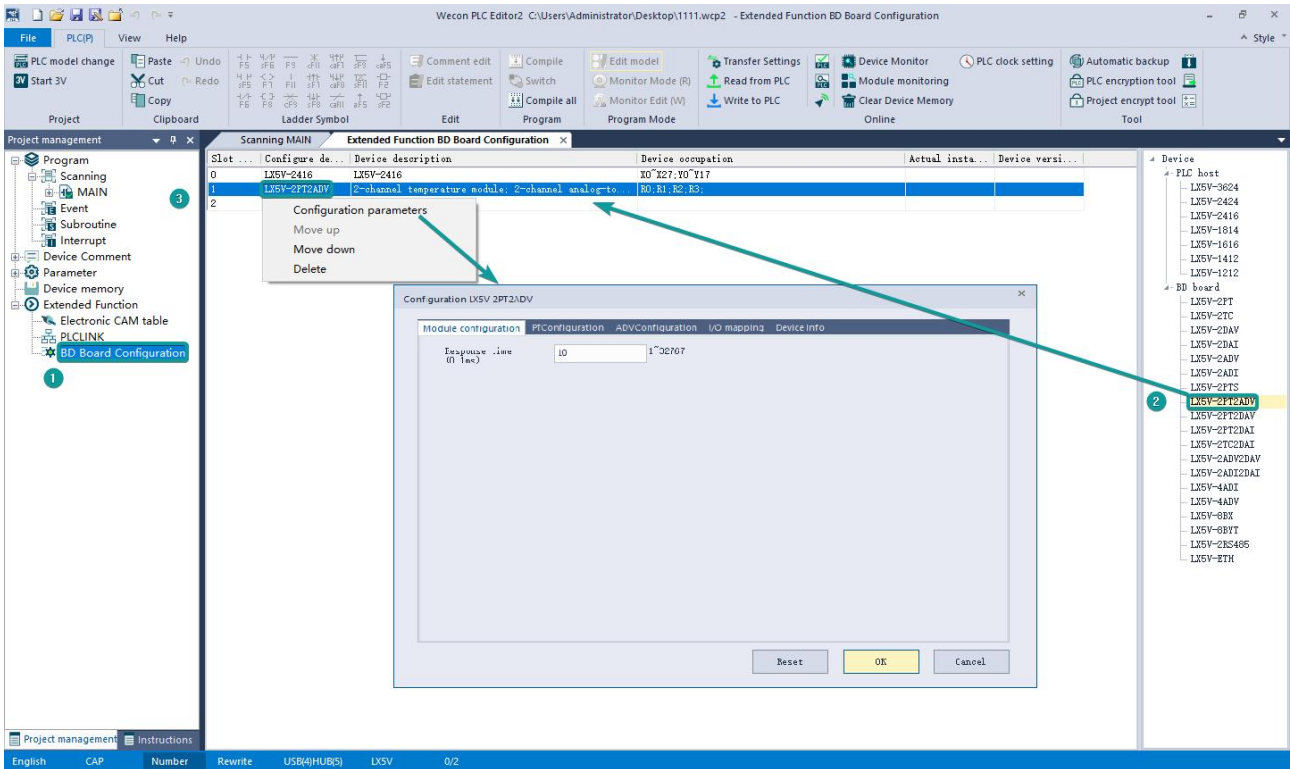 Wecon PLC Editor2 C:\Users\Administrator\Desktop\1111.wcp2 - Extended Function BD Board Configuration
File PLC(P) View Help
Style
PLC model change Paste Undo Comment edit Compile Edit model Transfer Settings Device Monitor PLC clock setting Automatic backup
Start 3V Cut Redo Edit statement Switch Monitor Mode (R) Read from PLC Module monitoring PLC encryption tool
Copy Compile all Monitor Edit (W) Write to PLC Clear Device Memory Project encrypt tool
Project Clipboard Ladder Symbol Edit Program Program Mode Online Tool
Project management
Scanning MAIN Extended Function BD Board Configuration
Program
Scanning
MAIN
Event
Subroutine
Interrupt
Device Comment
Parameter
Device memory
Extended Function
Electronic CAM table
PLCLINK
BD Board Configuration
1
3
Slot ... Configure de... Device description Device occupation Actual insta... Device versi...
0 LX5V-2416 LX5V-2416 X0~X27;Y0~Y17
1 LX5V-2PT2ADV 2-channel temperature module; 2-channel analog-to... R0;R1;R2;R3;
2
Configuration parameters
Move up
Move down
Delete
Configuration LX5V 2PT2ADV
Module configuration PTConfiguration ADVConfiguration I/O mapping Device info
Response time 10 1~32767
(0.1ms)
Reset OK Cancel
Device
PLC host
LX5V-3624
LX5V-2424
LX5V-2416
LX5V-1814
LX5V-1616
LX5V-1412
LX5V-1212
BD board
LX5V-2PT
LX5V-2TC
LX5V-2DAV
LX5V-2DAI
LX5V-2ADV
LX5V-2ADI
LX5V-2PTS
2 LX5V-2PT2ADV
LX5V-2PT2DAV
LX5V-2PT2DAI
LX5V-2TC2DAI
LX5V-2ADV2DAV
LX5V-2ADI2DAI
LX5V-4ADI
LX5V-4ADV
LX5V-8BX
LX5V-8BYT
LX5V-2RS485
LX5V-ETH
Project management Instructions
English CAP Number Rewrite USB(4)HUB(5) LX5V 0/2